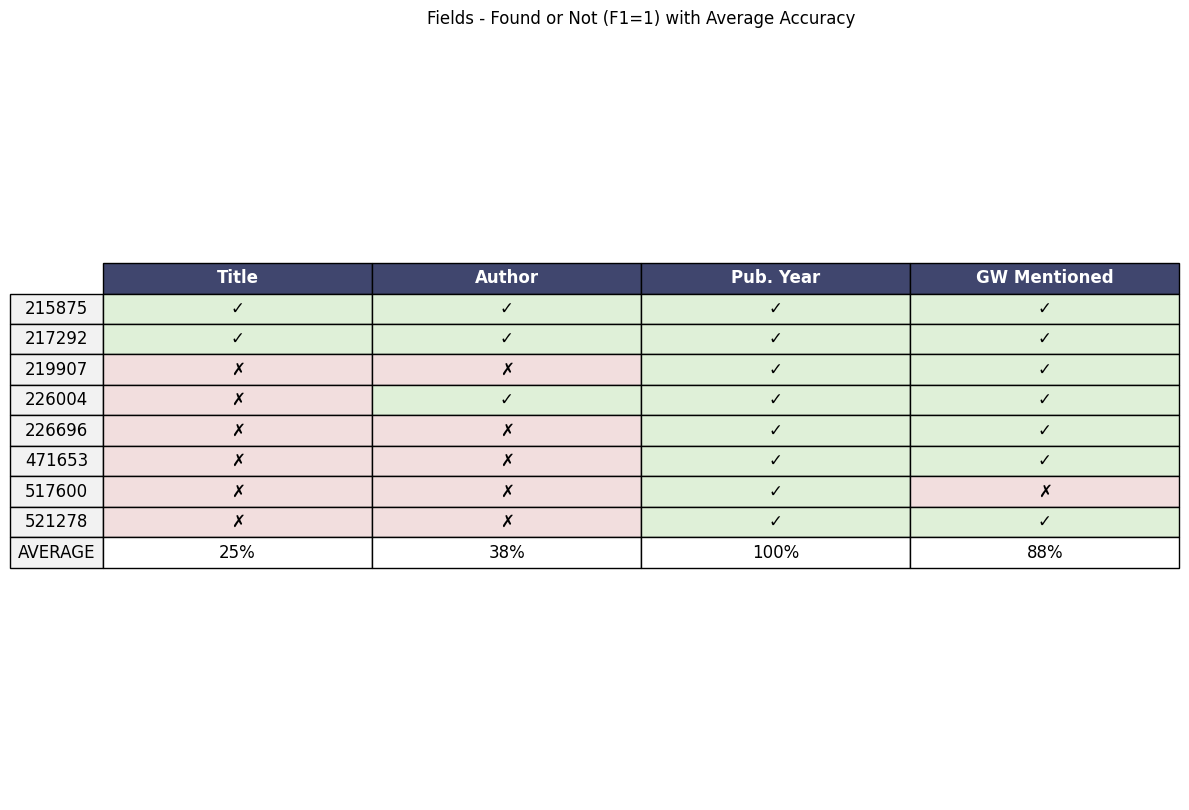 Fields - Found or Not (F1=1) with Average Accuracy
Title Author Pub. Year GW Mentioned
215875 ✓ ✓ ✓ ✓
217292 ✓ ✓ ✓ ✓
219907 ✗ ✗ ✓ ✓
226004 ✗ ✓ ✓ ✓
226696 ✗ ✗ ✓ ✓
471653 ✗ ✗ ✓ ✓
517600 ✗ ✗ ✓ ✗
521278 ✗ ✗ ✓ ✓
AVERAGE 25% 38% 100% 88%